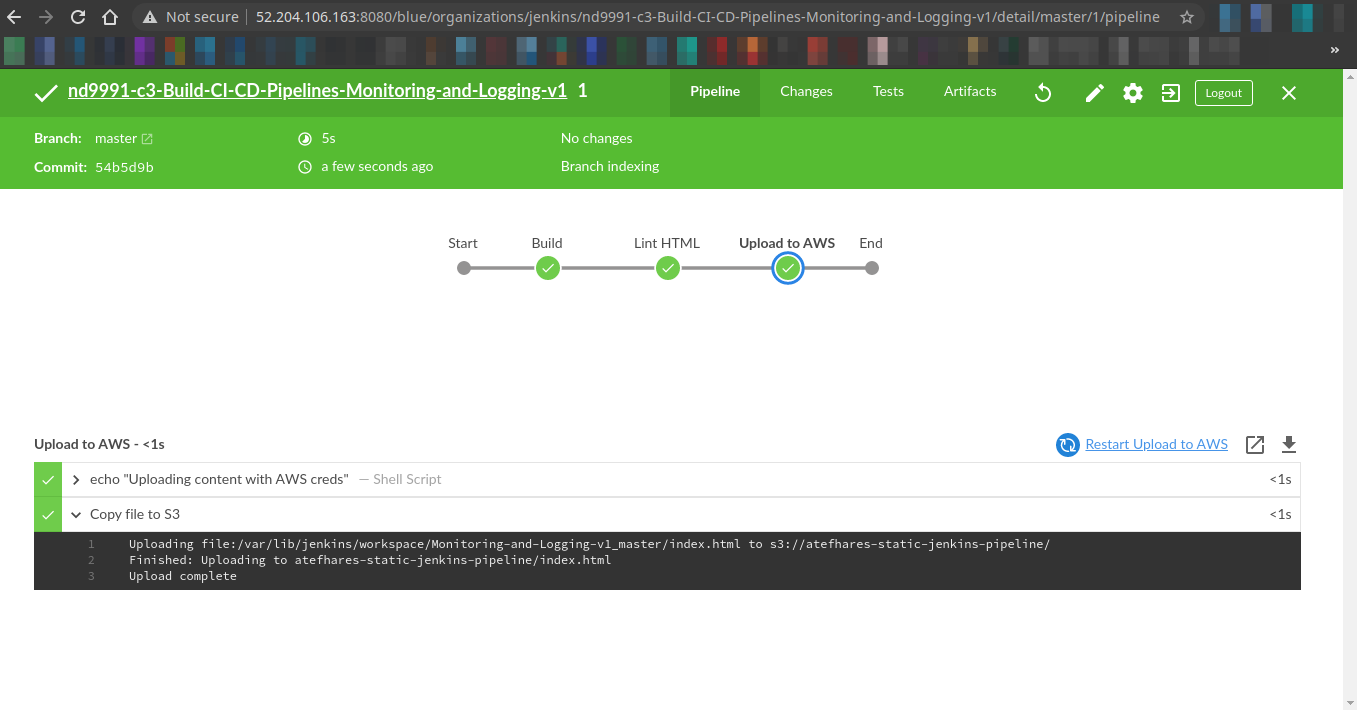 Not secure 52.204.106.163:8080/blue/organizations/jenkins/nd9991-c3-Build-CI-CD-Pipelines-Monitoring-and-Logging-v1/detail/master/1/pipeline
»
nd9991-c3-Build-CI-CD-Pipelines-Monitoring-and-Logging-v1 1 Pipeline Changes Tests Artifacts Logout
Branch: master 5s No changes
Commit: 54b5d9b a few seconds ago Branch indexing
Start Build Lint HTML Upload to AWS End
Upload to AWS - <1s Restart Upload to AWS
echo "Uploading content with AWS creds" — Shell Script <1s
Copy file to S3 <1s
1 Uploading file:/var/lib/jenkins/workspace/Monitoring-and-Logging-v1_master/index.html to s3://atefhares-static-jenkins-pipeline/
2 Finished: Uploading to atefhares-static-jenkins-pipeline/index.html
3 Upload complete